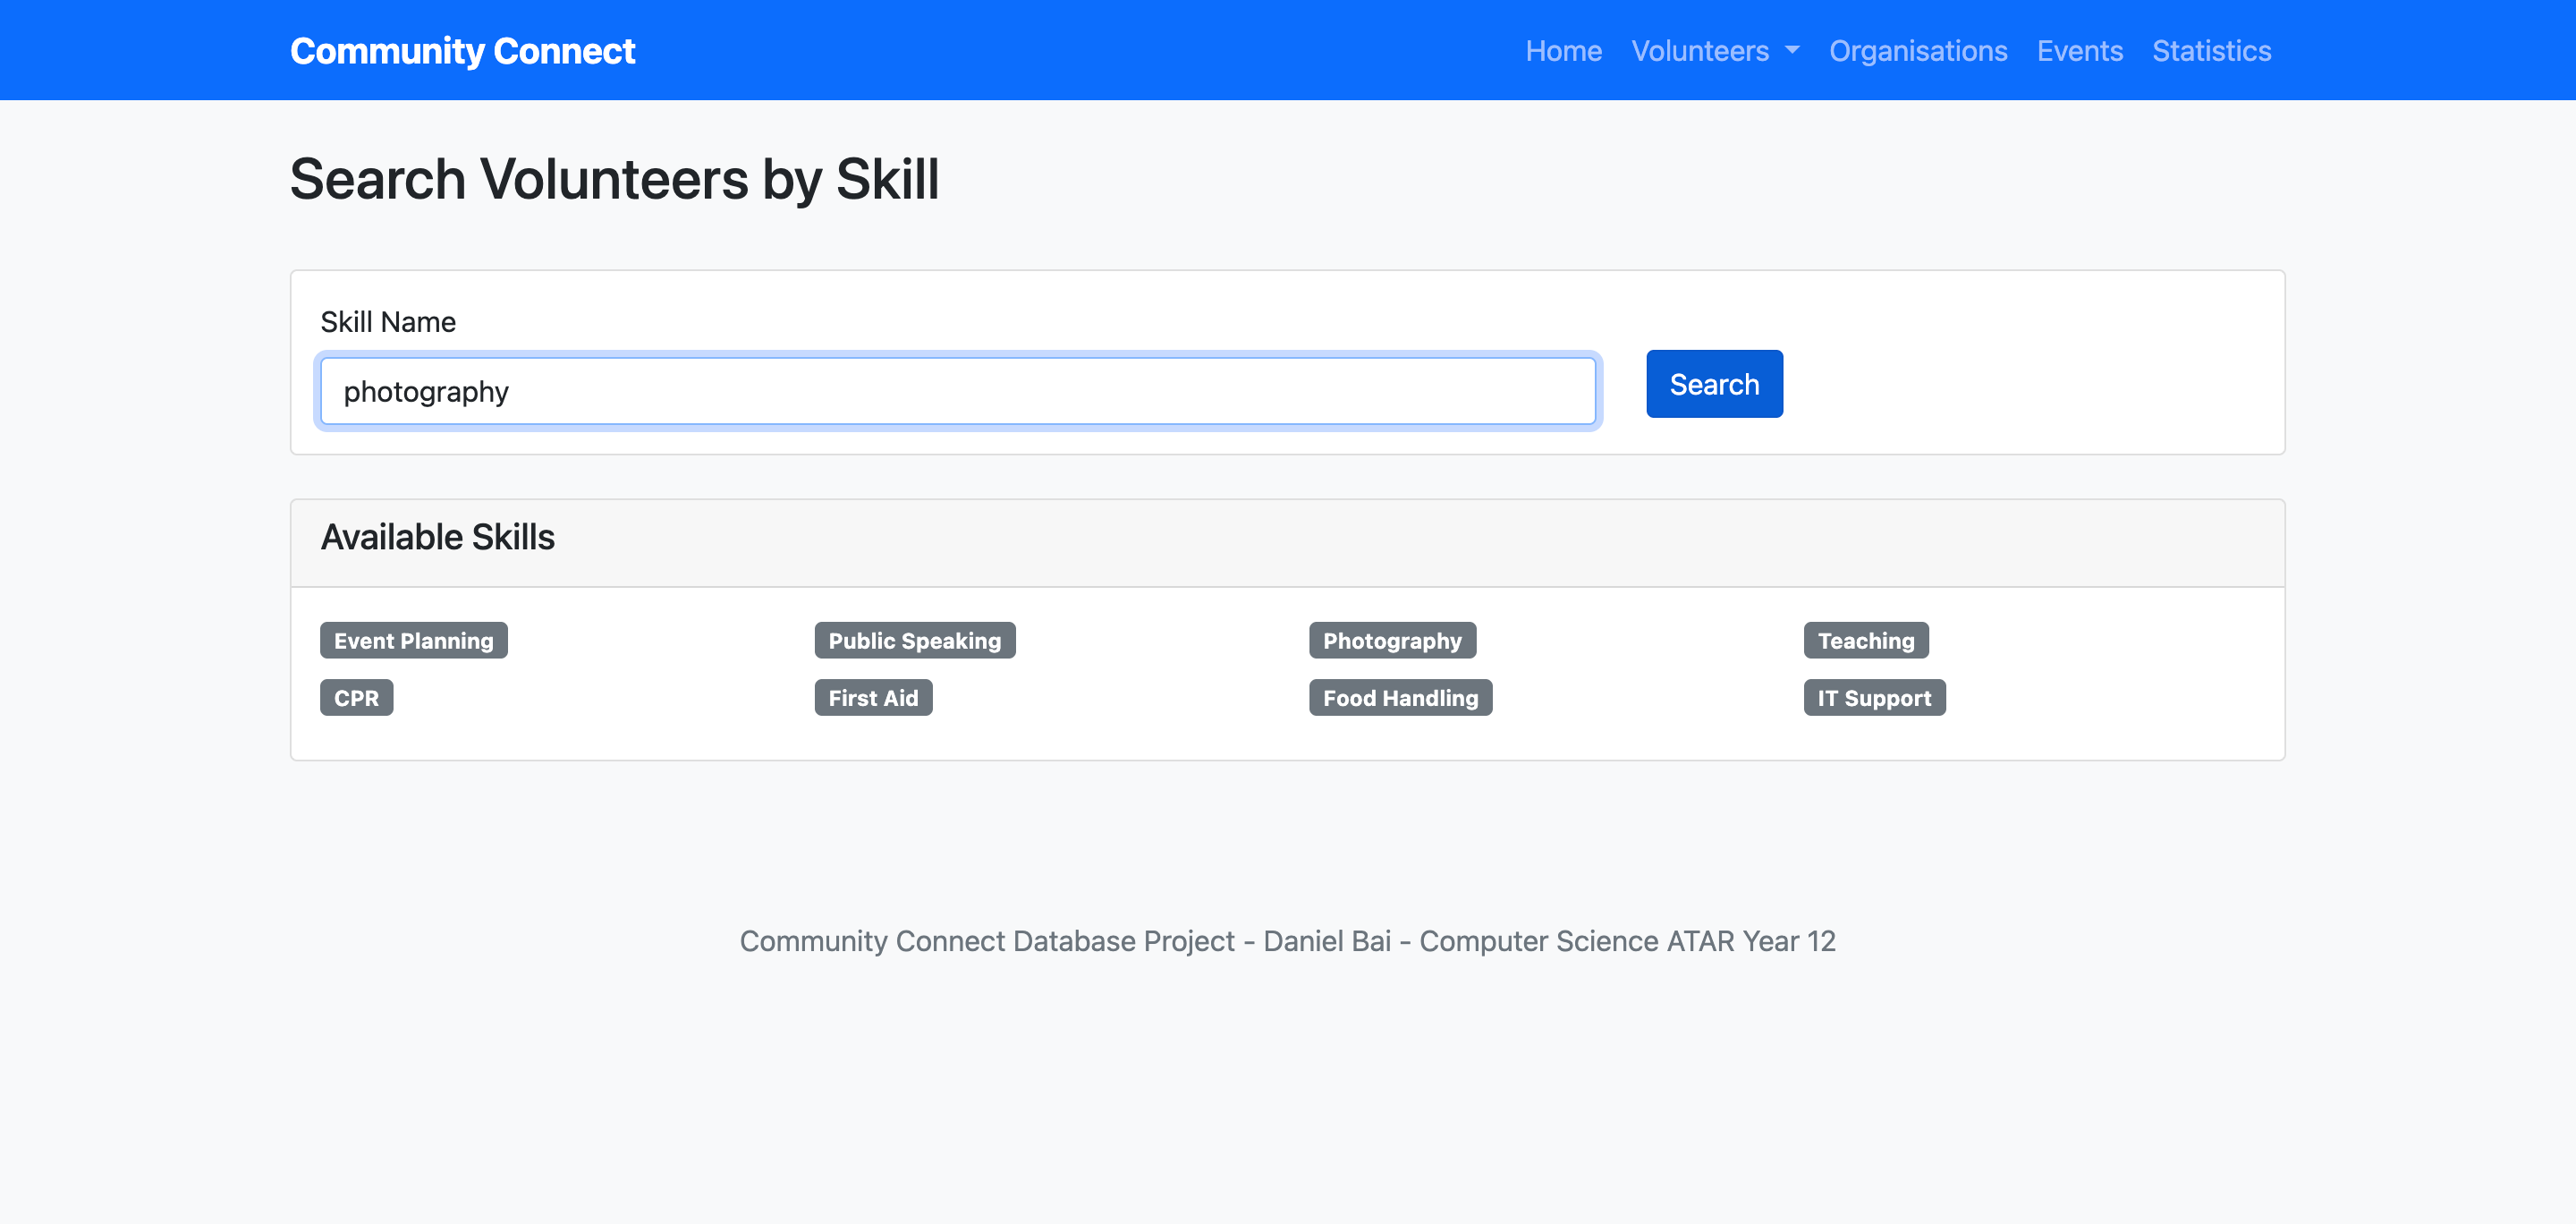 Community Connect
Home Volunteers Organisations Events Statistics
Search Volunteers by Skill
Skill Name
photography
Search
Available Skills
Event Planning Public Speaking Photography Teaching
CPR First Aid Food Handling IT Support
Community Connect Database Project - Daniel Bai - Computer Science ATAR Year 12